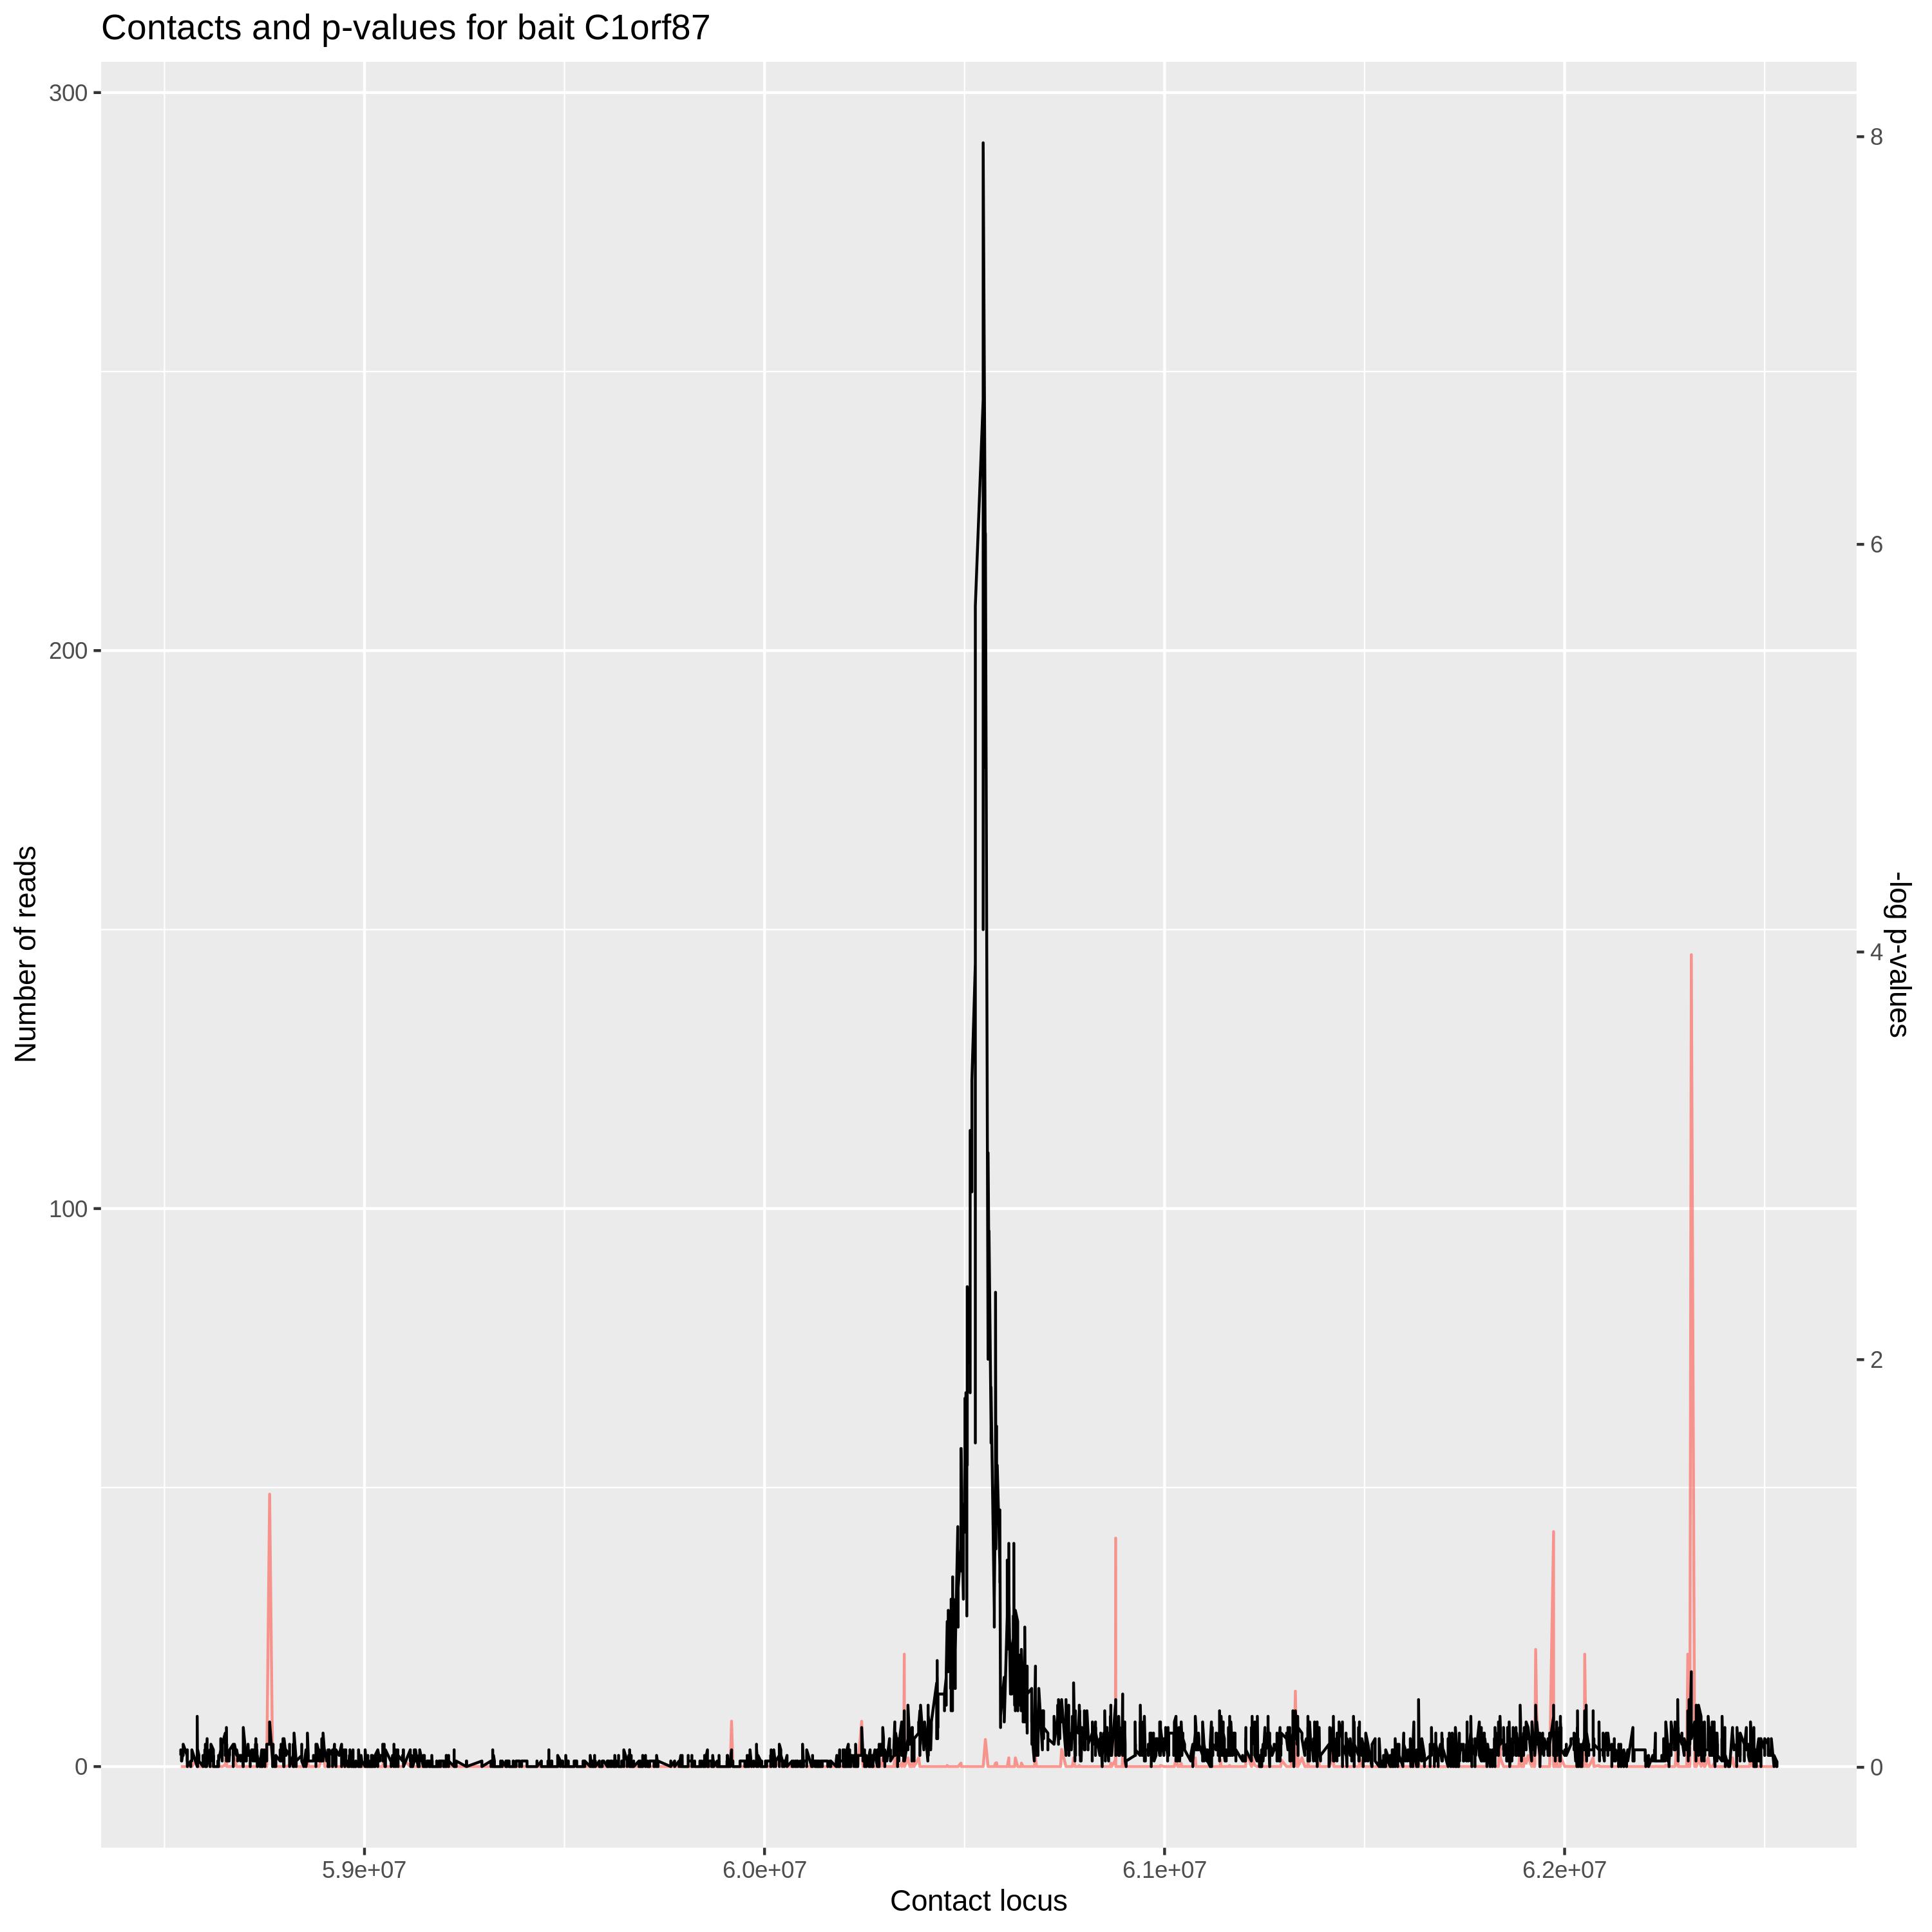 Contacts and p-values for bait C1orf87
300
200
100
0
Number of reads
8
6
4
2
0
-log p-values
5.9e+07
6.0e+07
6.1e+07
6.2e+07
Contact locus